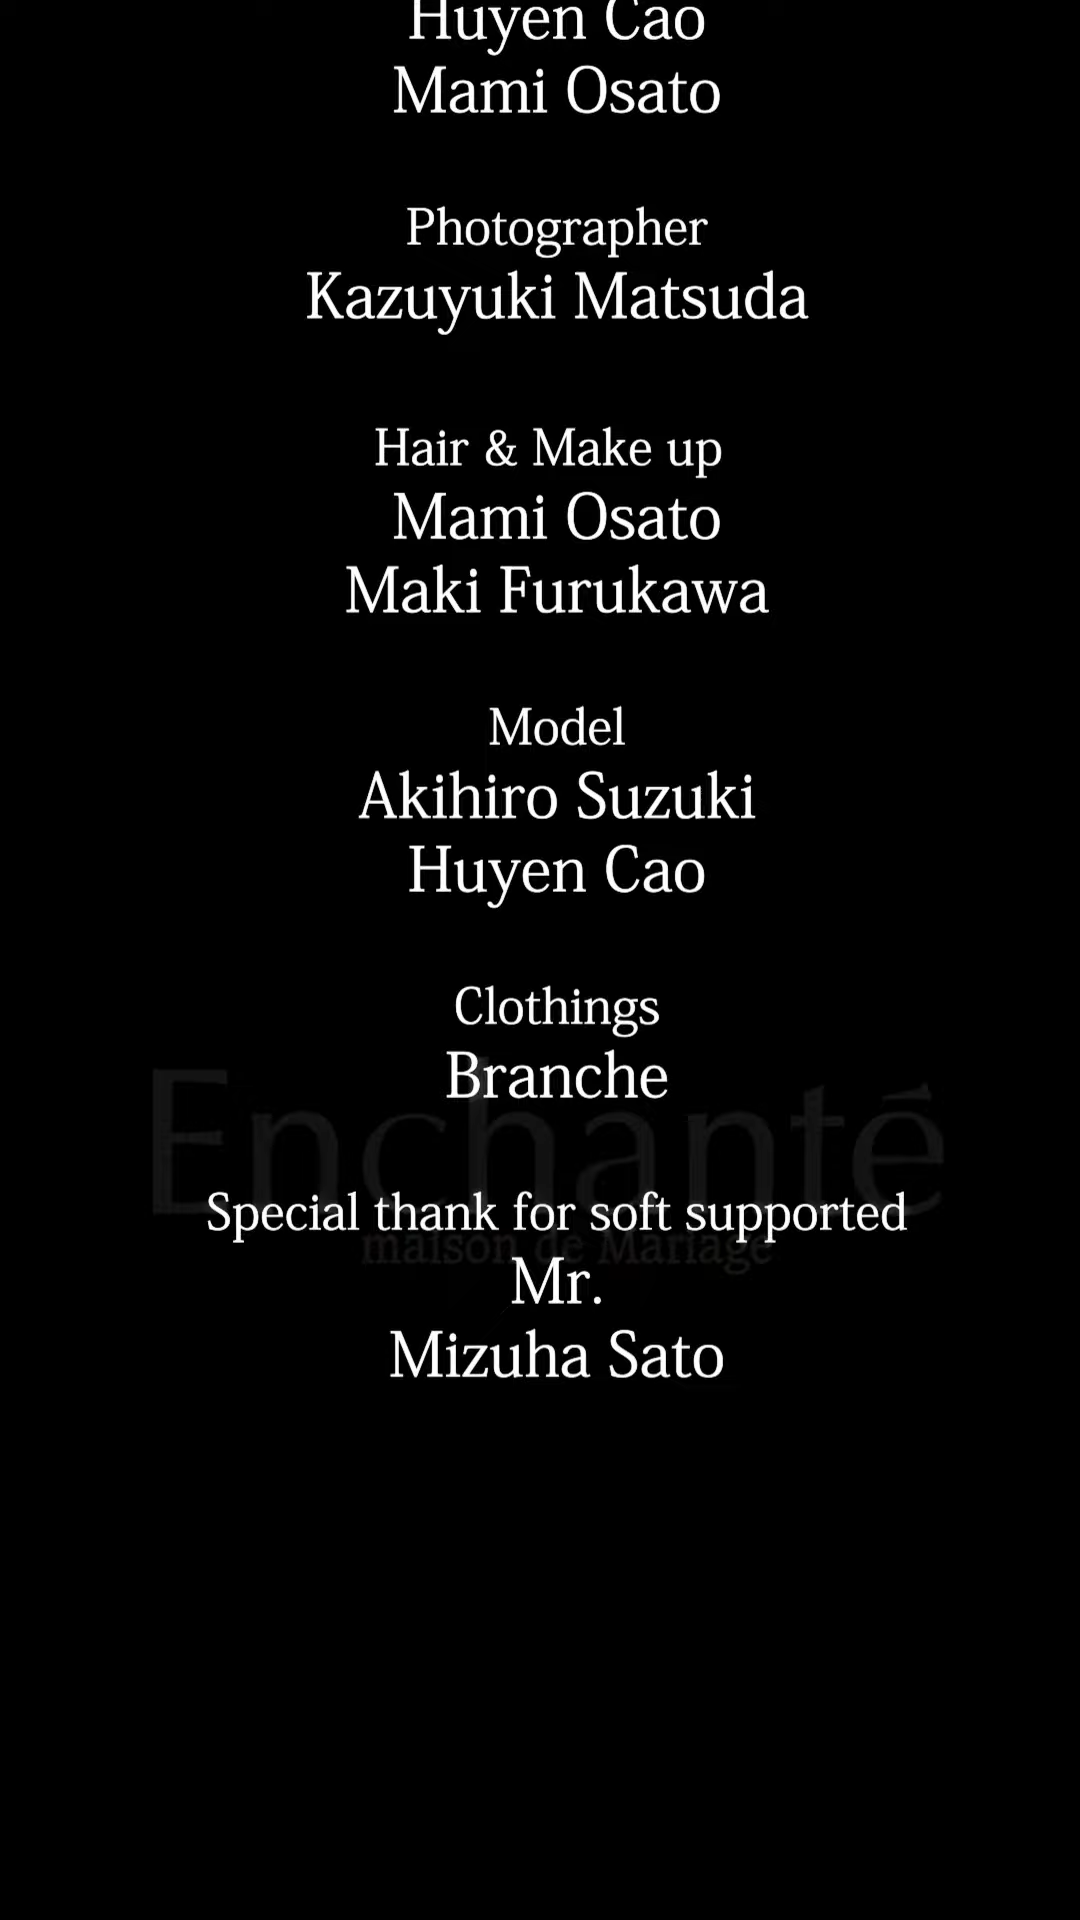 Huyen Cao
Mami Osato
Photographer
Kazuyuki Matsuda
Hair & Make up
Mami Osato
Maki Furukawa
Model
Akihiro Suzuki
Huyen Cao
Clothings
Branche
Enchanté
Special thank for soft supported
maison de Mariage
Mr.
Mizuha Sato